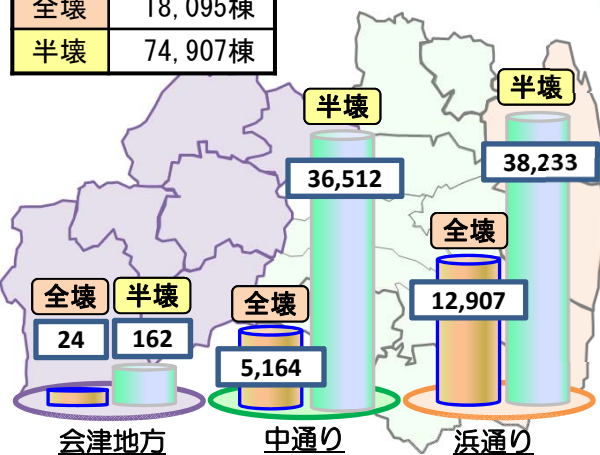 全壊 18,095棟
半壊 74,907棟
半壊
半壊
36,512
38,233
全壊
全壊 半壊
全壊
24 162
12,907
5,164
会津地方 中通り 浜通り